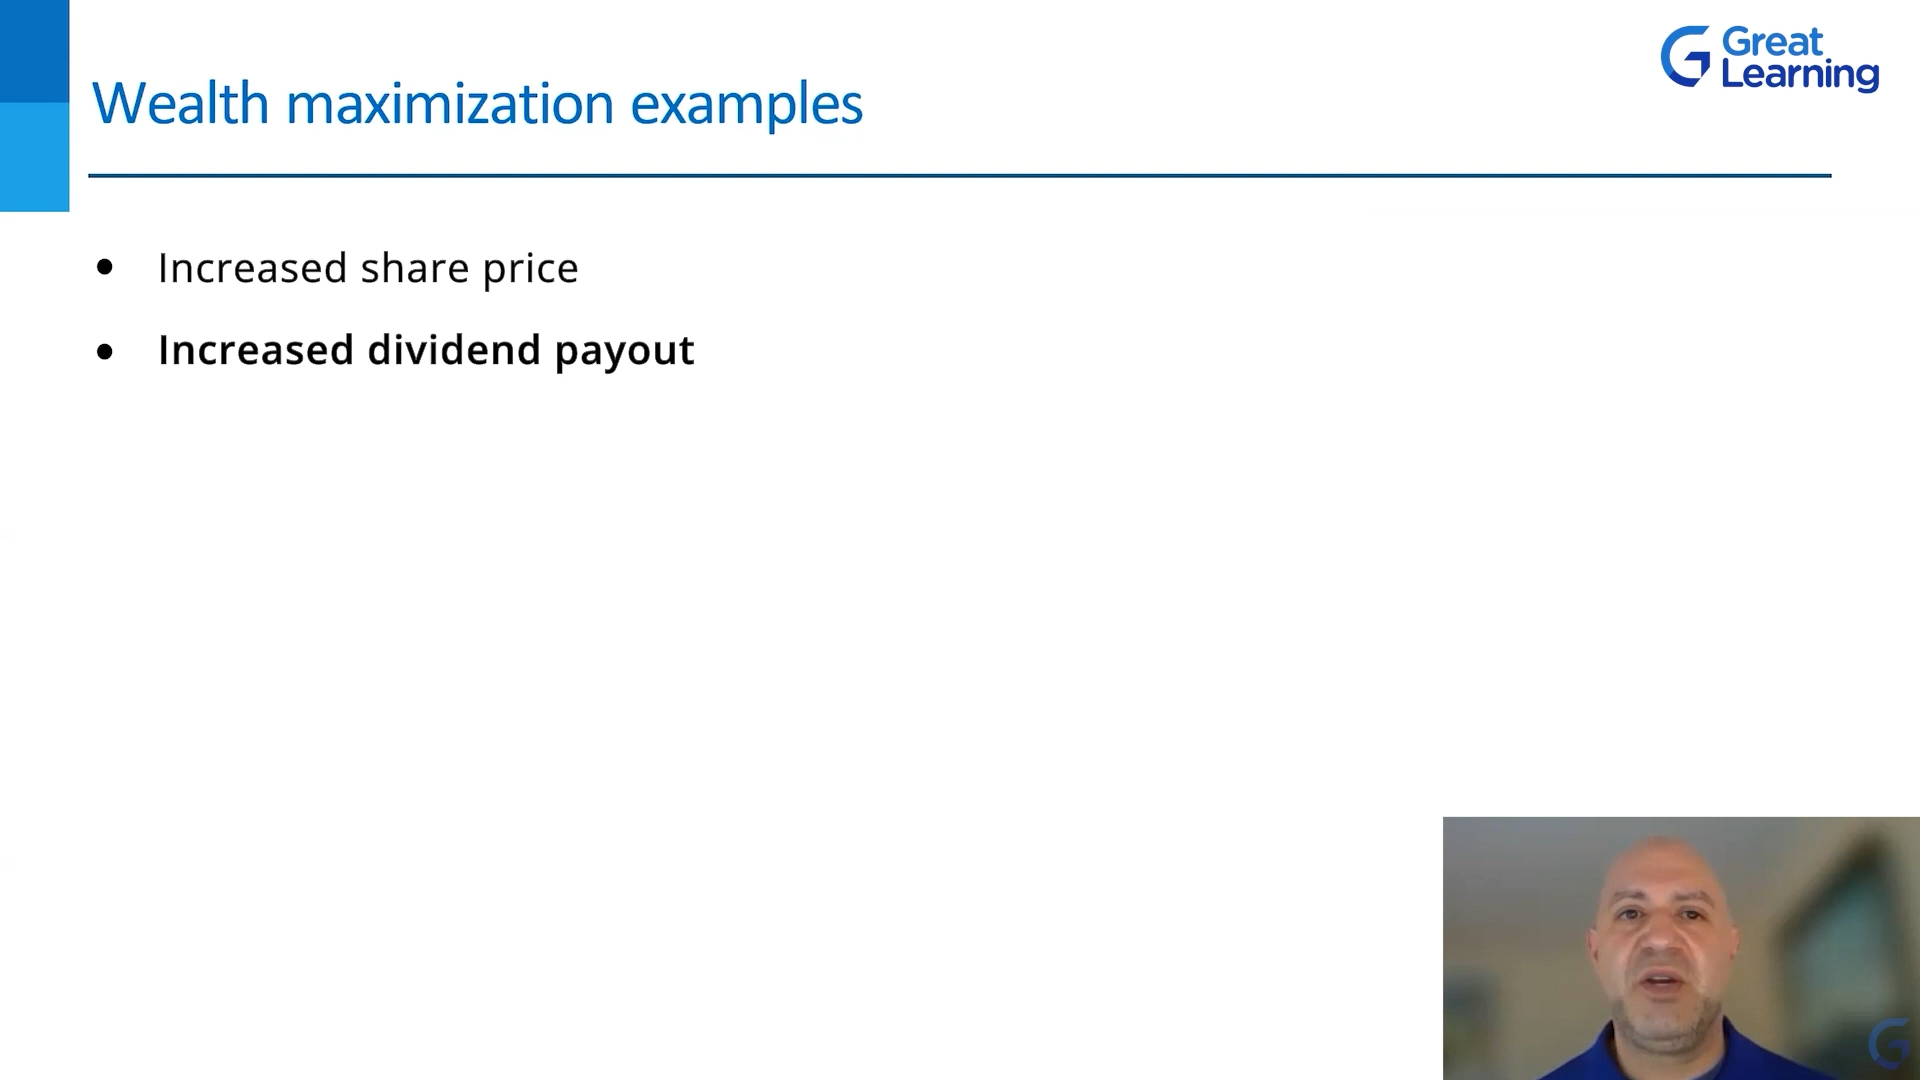 Great
Learning
Wealth maximization examples
• Increased share price
• Increased dividend payout